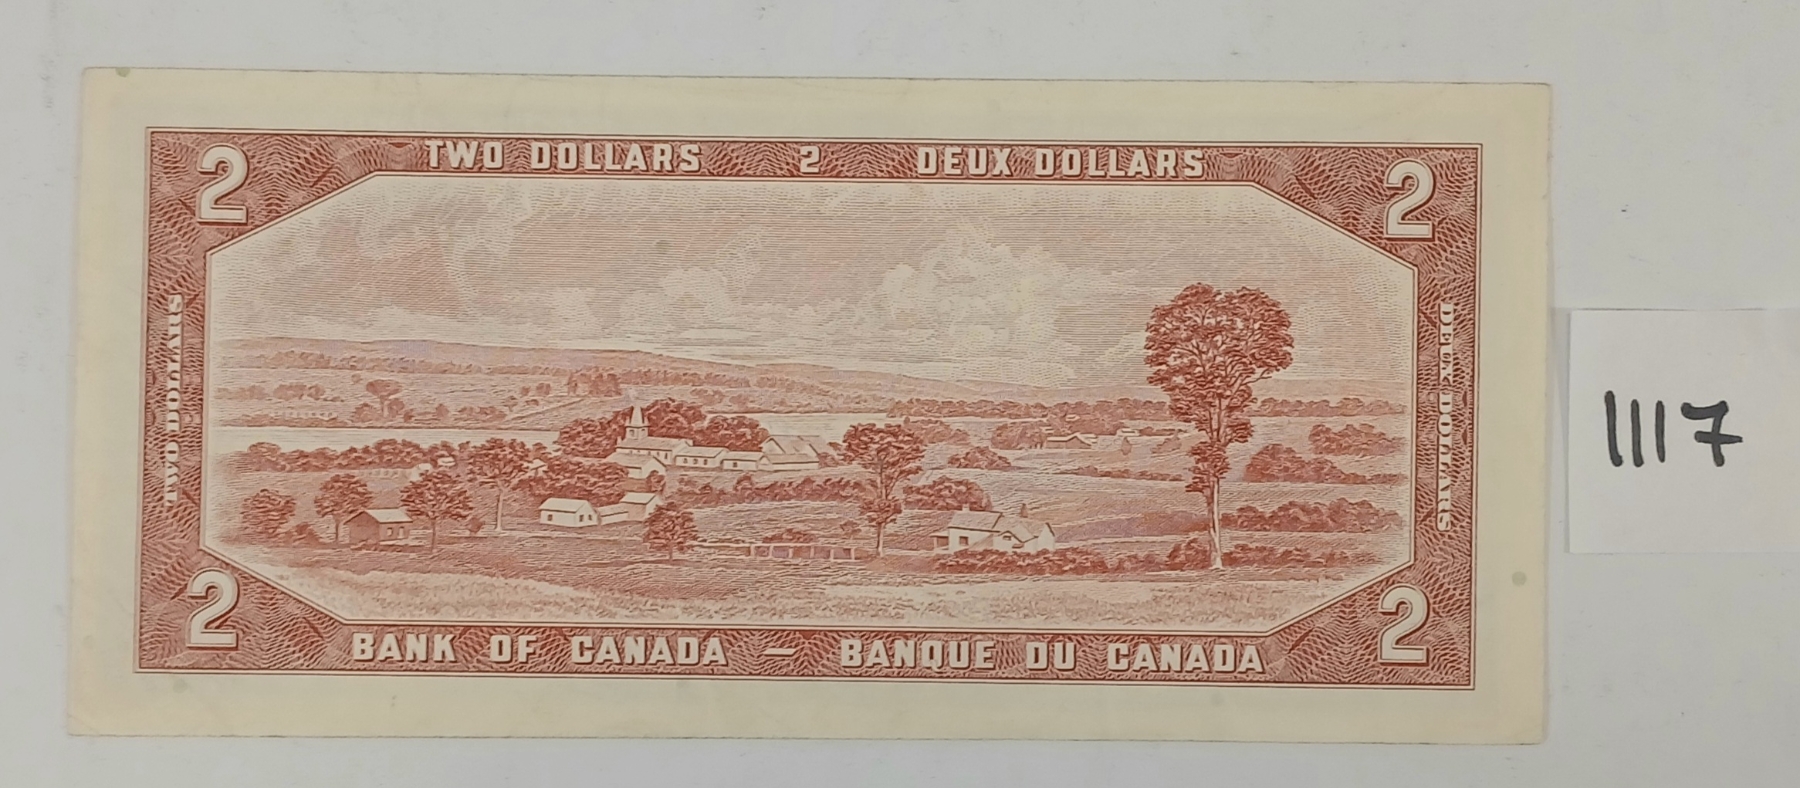 2 TWO DOLLARS 2 DEUX DOLLARS 2
TWO DOLLARS
DEUX DOLLARS
1117
2 BANK OF CANADA — BANQUE DU CANADA 2